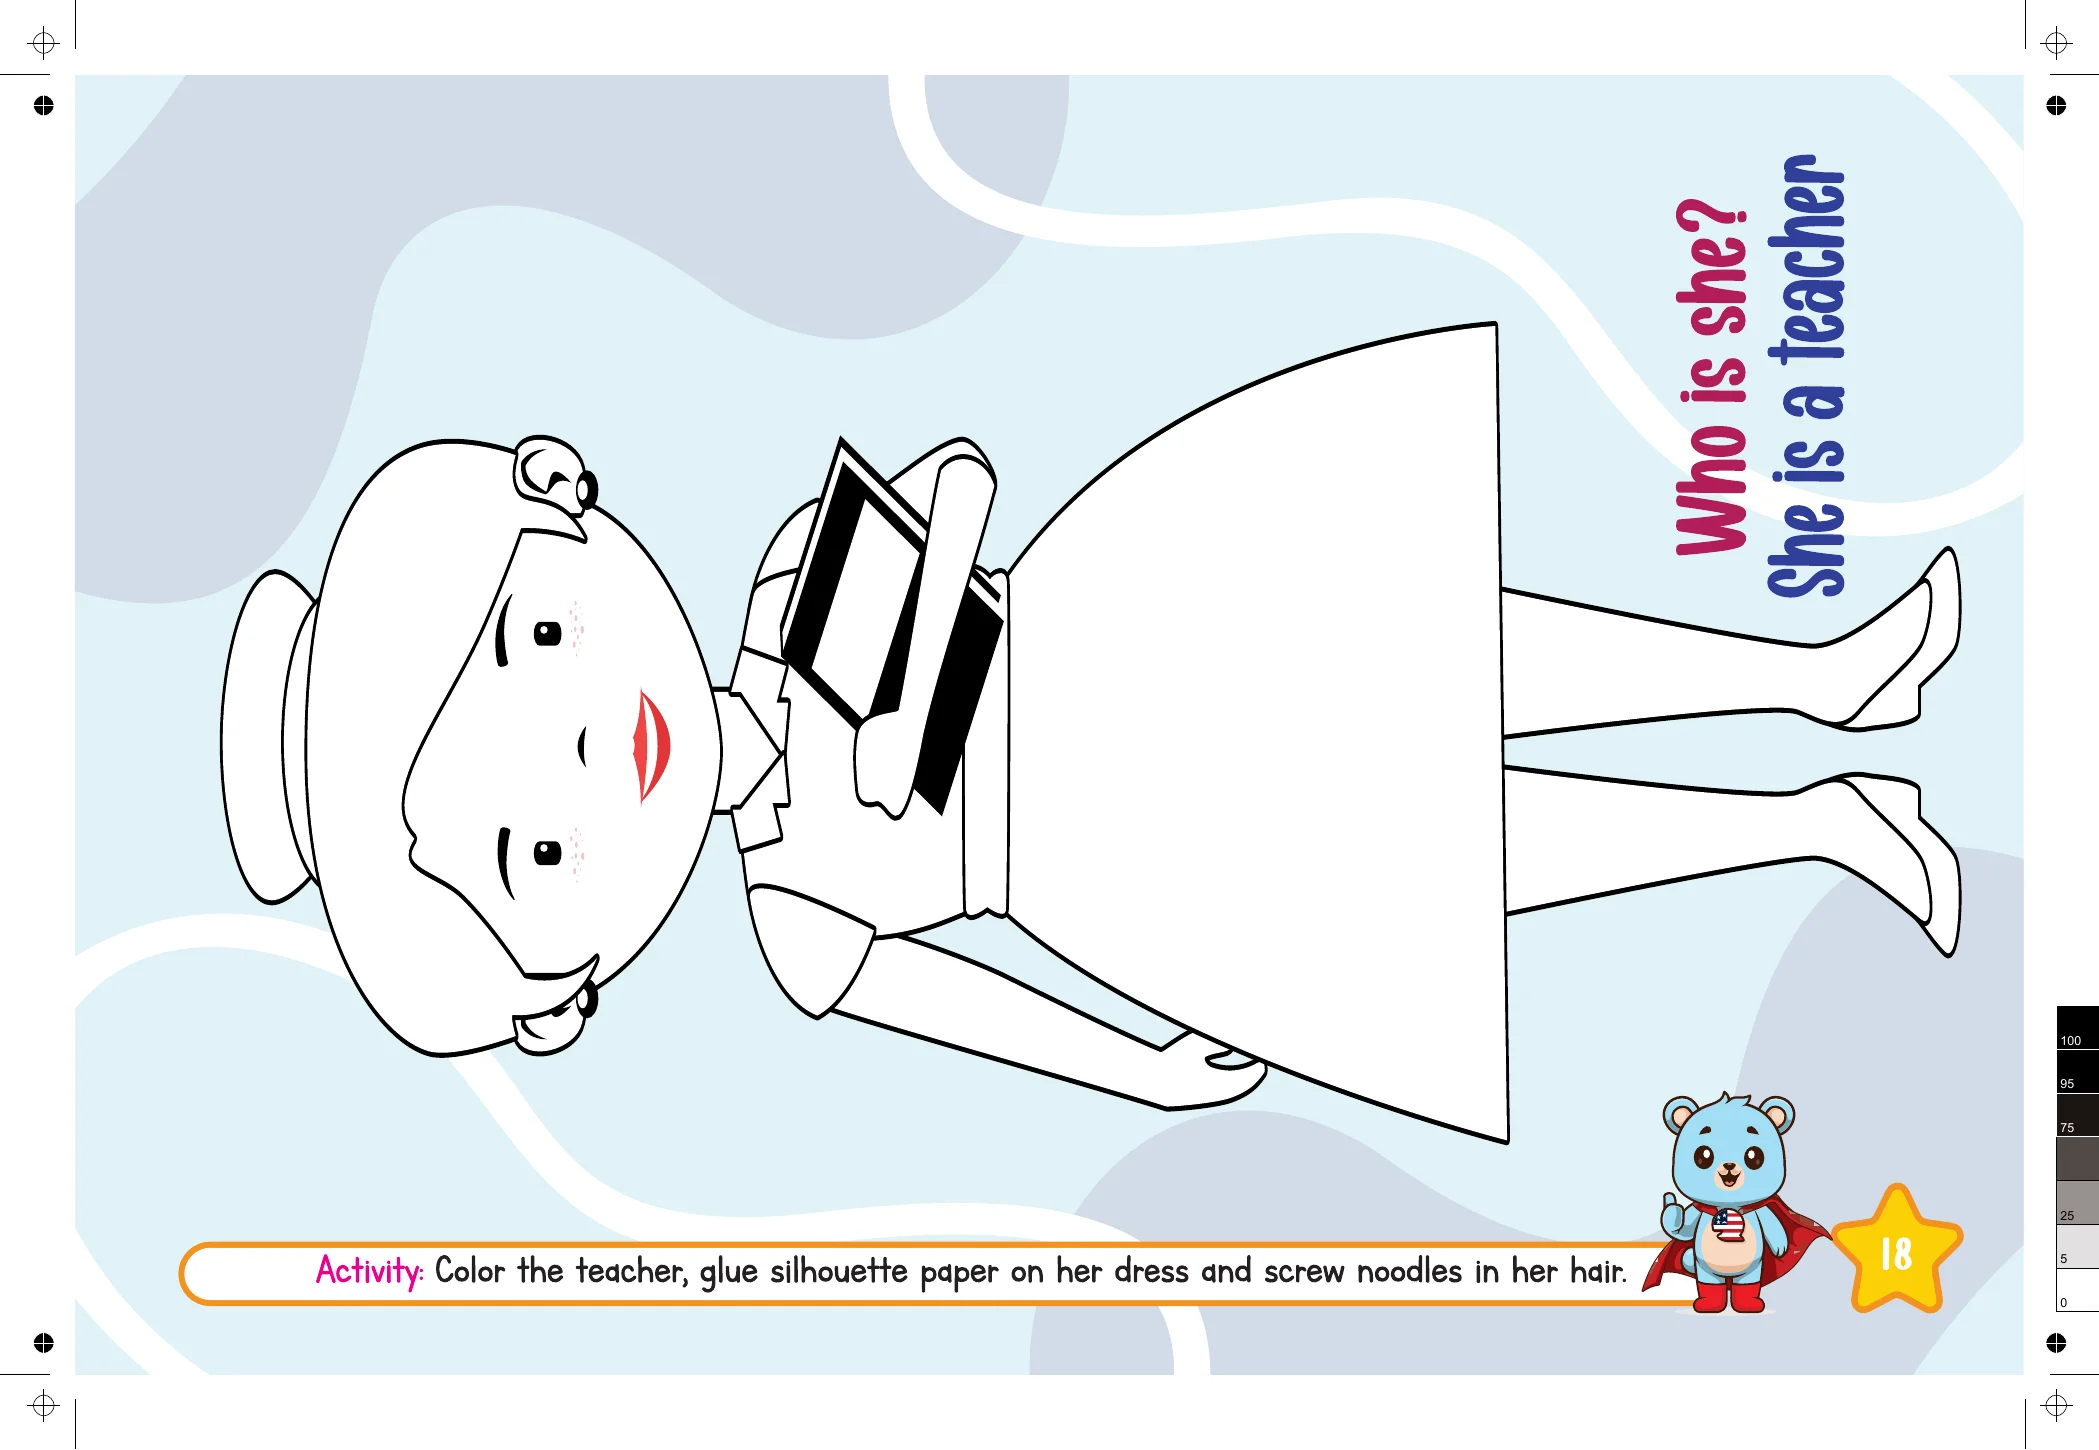 Who is she?
She is a teacher
Activity: Color the teacher, glue silhouette paper on her dress and screw noodles in her hair.
18
100
95
75
25
5
0